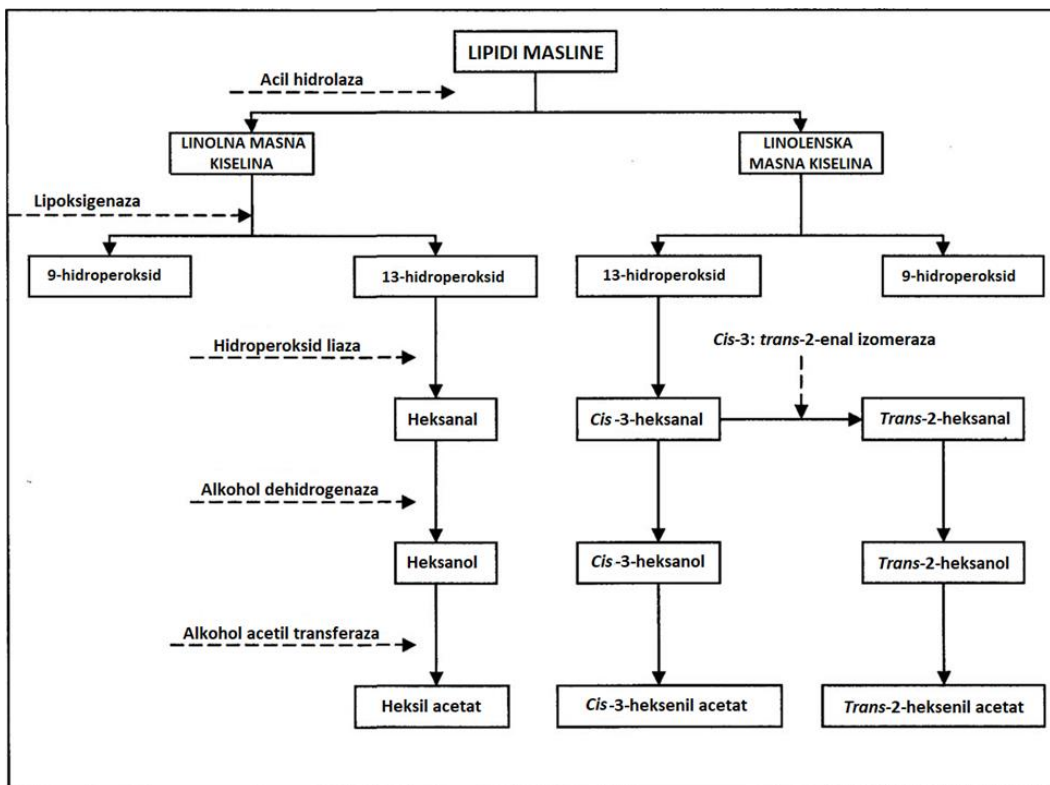 LIPIDI MASLINE
Acil hidrolaza
LINOLNA MASNA
KISELINA
LINOLENSKA
MASNA KISELINA
Lipoksigenaza
9-hidroperoksid
13-hidroperoksid
13-hidroperoksid
9-hidroperoksid
Hidroperoksid liaza
Cis-3: trans-2-enal izomeraza
Heksanal
Cis-3-heksanal
Trans-2-heksanal
Alkohol dehidrogenaza
Heksanol
Cis-3-heksanol
Trans-2-heksanol
Alkohol acetil transferaza
Heksil acetat
Cis-3-heksenil acetat
Trans-2-heksenil acetat